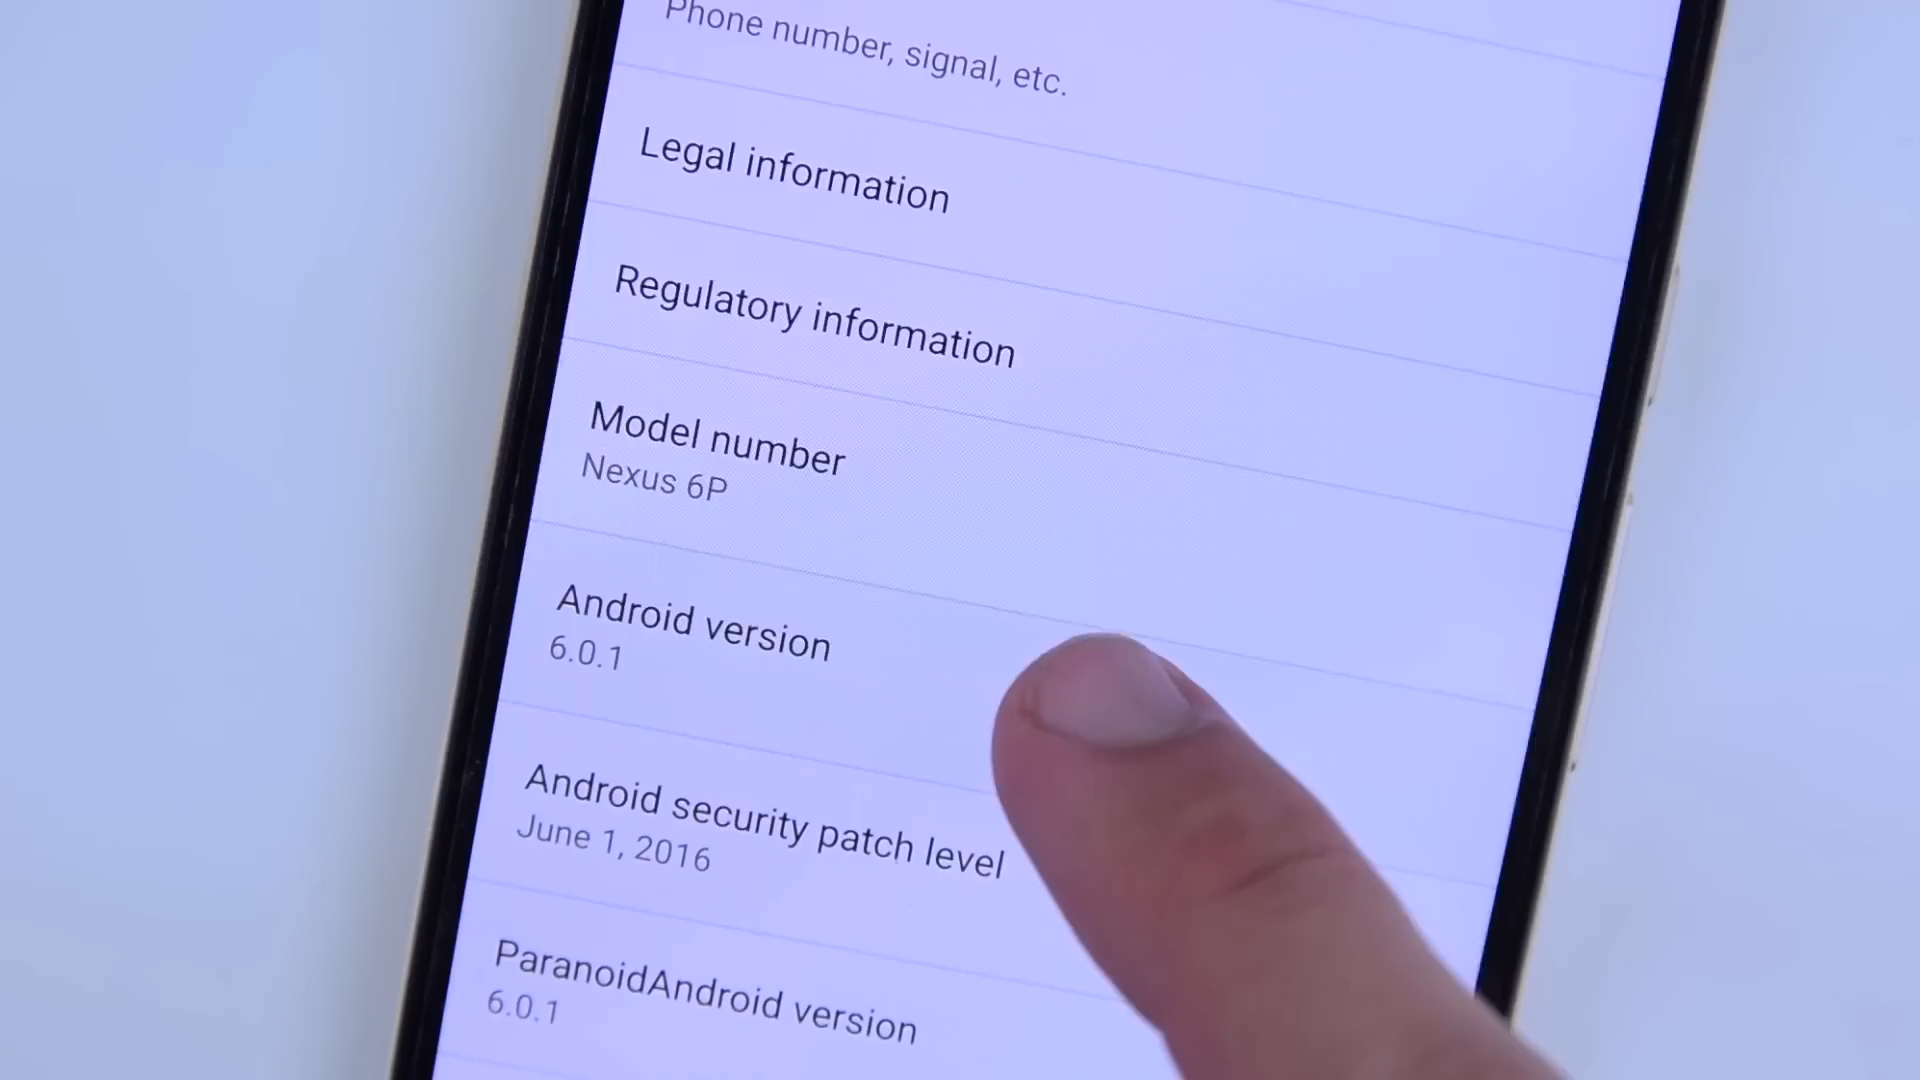 Phone number, signal, etc.
Legal information
Regulatory information
Model number
Nexus 6P
Android version
6.0.1
Android security patch level
June 1, 2016
ParanoidAndroid version
6.0.1